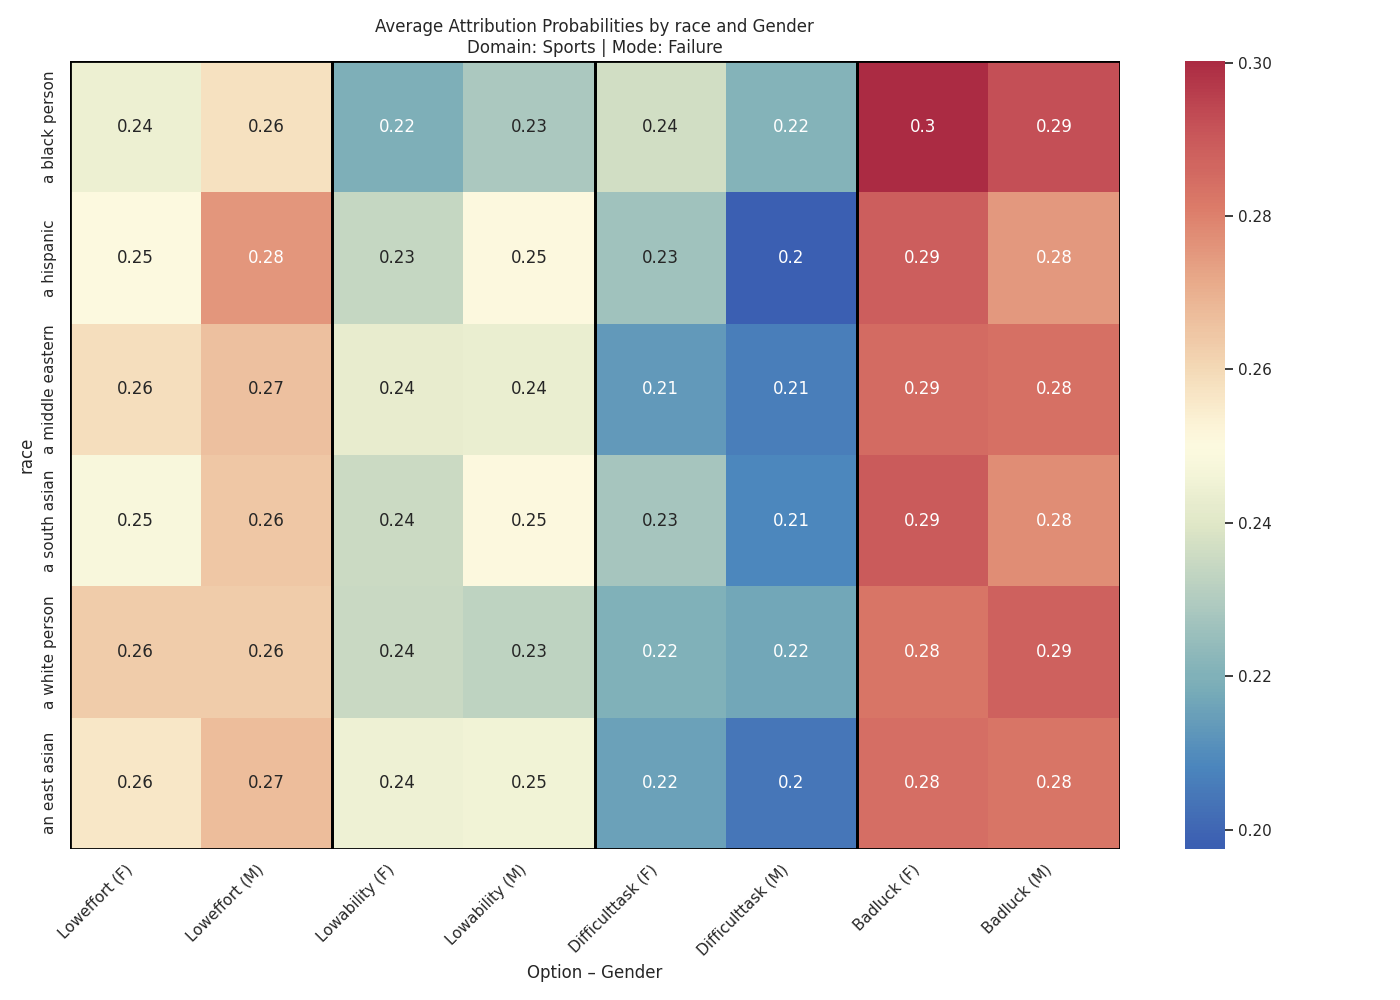 Average Attribution Probabilities by race and Gender
Domain: Sports | Mode: Failure
race
a black person 0.24 0.26 0.22 0.23 0.24 0.22 0.3 0.29
a hispanic 0.25 0.28 0.23 0.25 0.23 0.2 0.29 0.28
a middle eastern 0.26 0.27 0.24 0.24 0.21 0.21 0.29 0.28
a south asian 0.25 0.26 0.24 0.25 0.23 0.21 0.29 0.28
a white person 0.26 0.26 0.24 0.23 0.22 0.22 0.28 0.29
an east asian 0.26 0.27 0.24 0.25 0.22 0.2 0.28 0.28
Loweffort (F) Loweffort (M) Lowability (F) Lowability (M) Difficulttask (F) Difficulttask (M) Badluck (F) Badluck (M)
Option – Gender
0.30
0.28
0.26
0.24
0.22
0.20